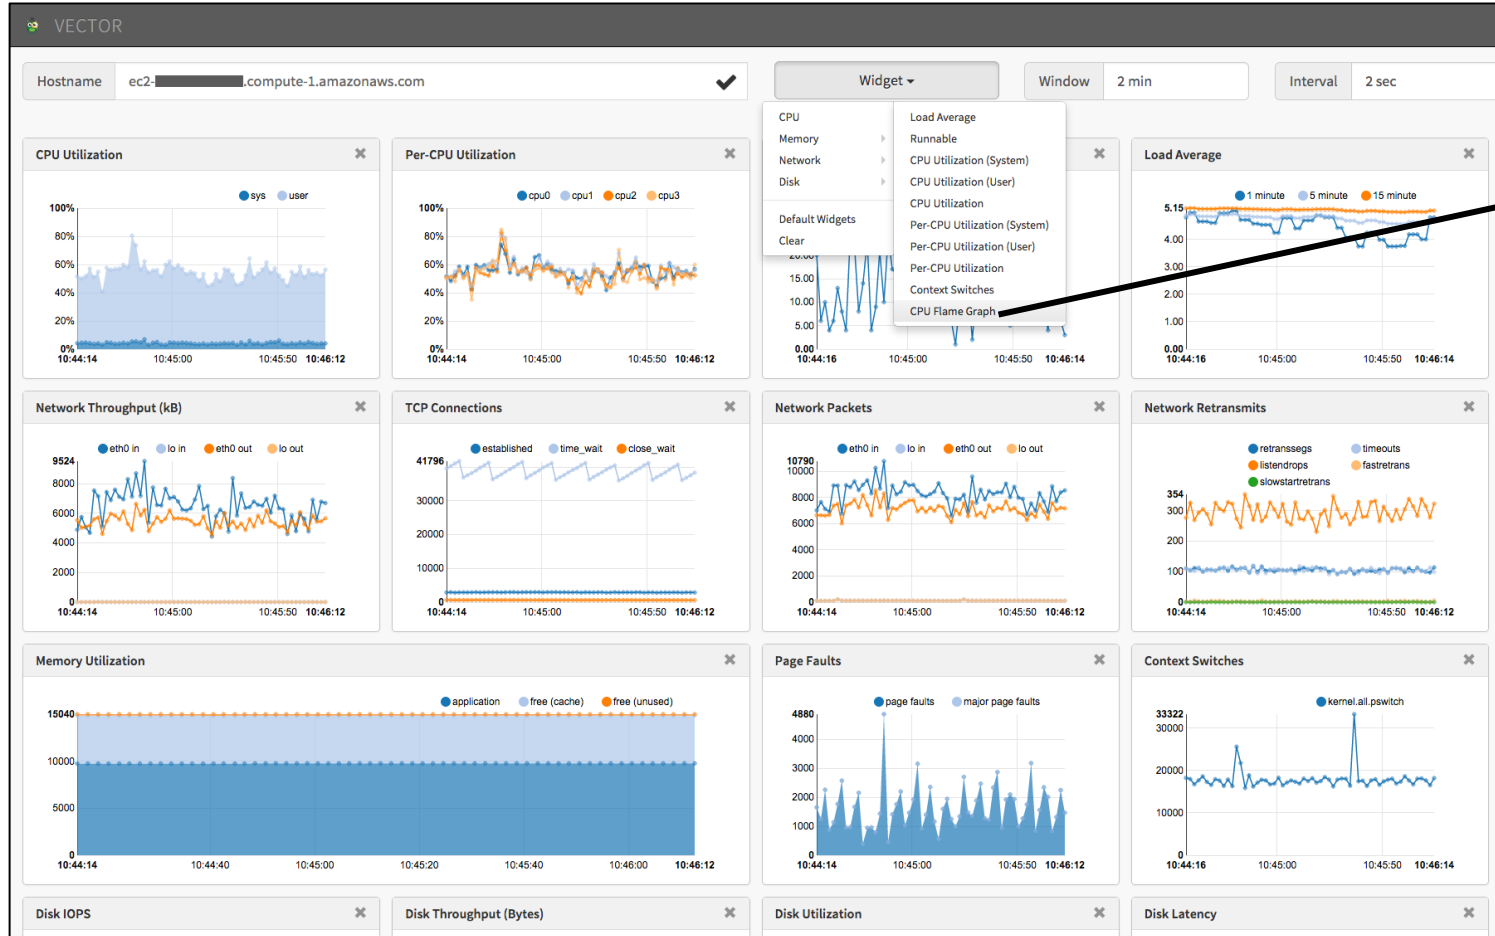 VECTOR
Hostname ec2- .compute-1.amazonaws.com Widget Window 2 min Interval 2 sec
CPU
Memory
Network
Disk
Default Widgets
Clear
Load Average
Runnable
CPU Utilization (System)
CPU Utilization (User)
CPU Utilization
Per-CPU Utilization (System)
Per-CPU Utilization (User)
Per-CPU Utilization
Context Switches
CPU Flame Graph
CPU Utilization
sys user
100%
80%
60%
40%
20%
0%
10:44:14 10:45:00 10:45:50 10:46:12
Per-CPU Utilization
cpu0 cpu1 cpu2 cpu3
100%
80%
60%
40%
20%
0%
10:44:14 10:45:00 10:45:50 10:46:12
20.00
10.00
5.00
0.00
10:44:16 10:45:00 10:45:50 10:46:14
Load Average
1 minute 5 minute 15 minute
5.15
4.00
3.00
2.00
1.00
0.00
10:44:16 10:45:00 10:45:50 10:46:14
Network Throughput (kB)
eth0 in lo in eth0 out lo out
9524
8000
6000
4000
2000
0
10:44:14 10:45:00 10:45:50 10:46:12
TCP Connections
established time_wait close_wait
41796
30000
20000
10000
0
10:44:14 10:45:00 10:45:50 10:46:12
Network Packets
eth0 in lo in eth0 out lo out
10790
10000
8000
6000
4000
2000
0
10:44:14 10:45:00 10:45:50 10:46:12
Network Retransmits
retranssegs timeouts
listendrops fastretrans
slowstartretrans
354
300
200
100
0
10:44:14 10:45:00 10:45:50 10:46:12
Memory Utilization
application free (cache) free (unused)
15040
10000
5000
0
10:44:14 10:44:40 10:45:00 10:45:20 10:45:40 10:46:00 10:46:12
Page Faults
page faults major page faults
4880
4000
3000
2000
1000
0
10:44:14 10:45:00 10:45:50 10:46:12
Context Switches
kernel.all.pswitch
33322
30000
20000
10000
0
10:44:16 10:45:00 10:45:50 10:46:14
Disk IOPS
Disk Throughput (Bytes)
Disk Utilization
Disk Latency